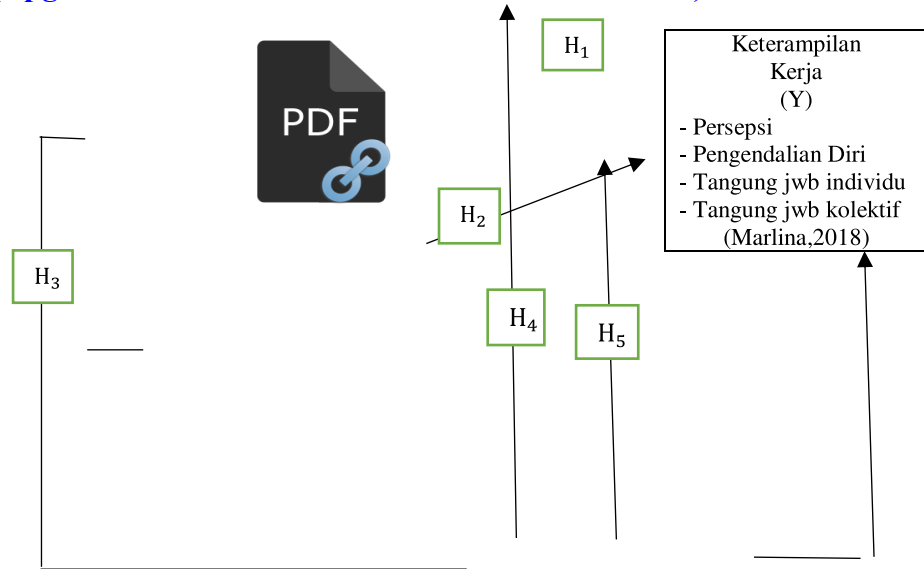 H₁
Keterampilan
Kerja
(Y)
- Persepsi
- Pengendalian Diri
- Tangung jwb individu
- Tangung jwb kolektif
(Marlina,2018)
PDF
H₂
H₃
H₄
H₅